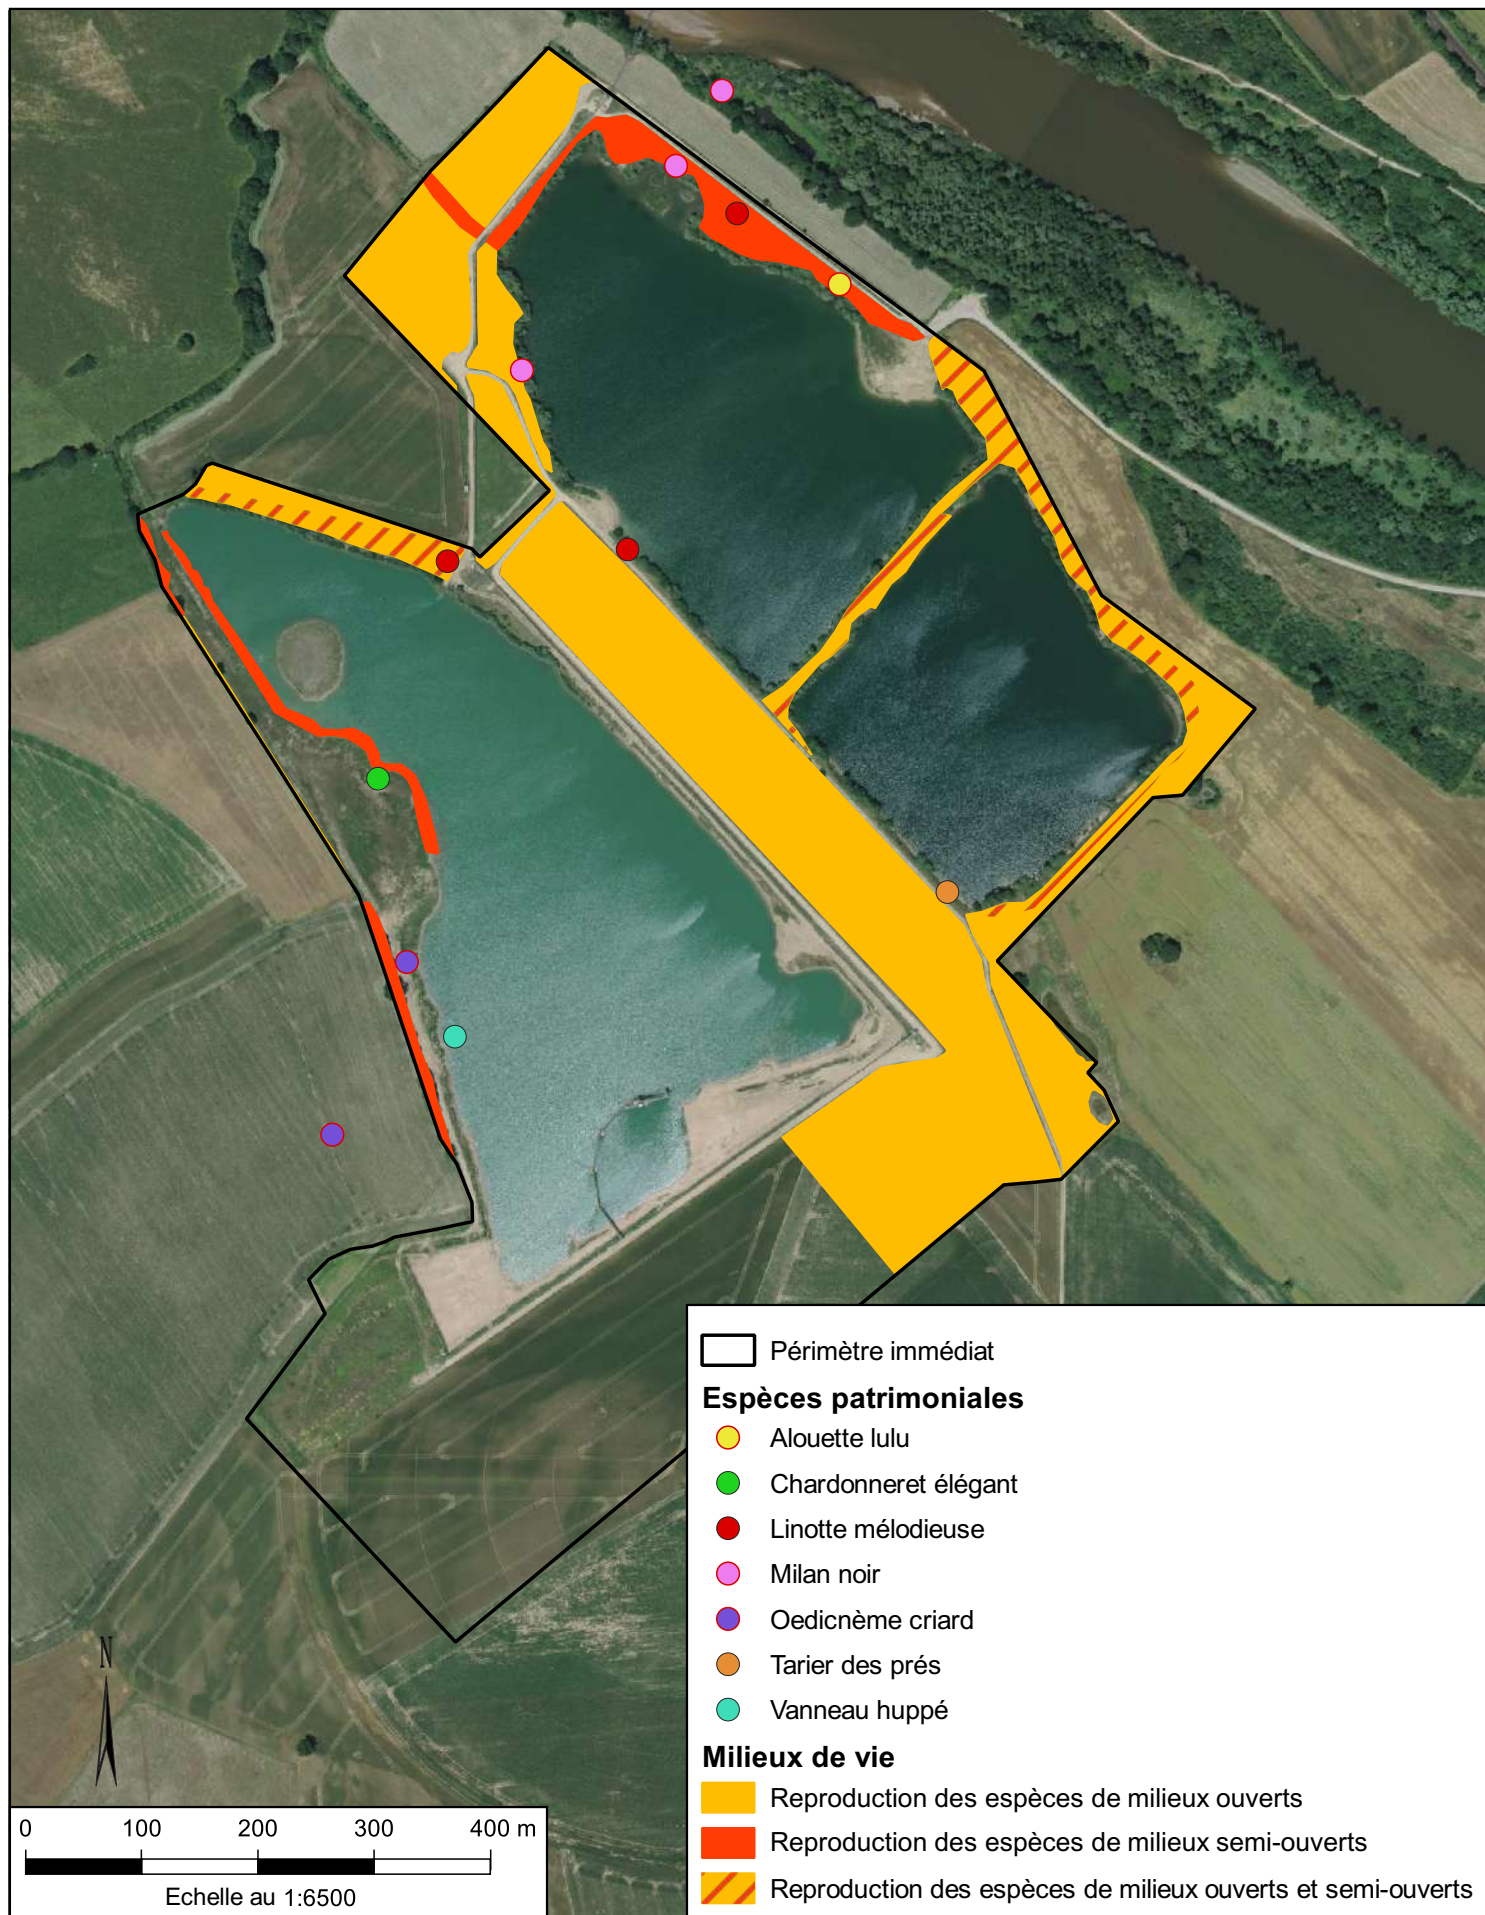 Périmètre immédiat
Espèces patrimoniales
Alouette lulu
Chardonneret élégant
Linotte mélodieuse
Milan noir
Oedicnème criard
Tarier des prés
Vanneau huppé
Milieux de vie
Reproduction des espèces de milieux ouverts
Reproduction des espèces de milieux semi-ouverts
Reproduction des espèces de milieux ouverts et semi-ouverts
N
0 100 200 300 400 m
Echelle au 1:6500